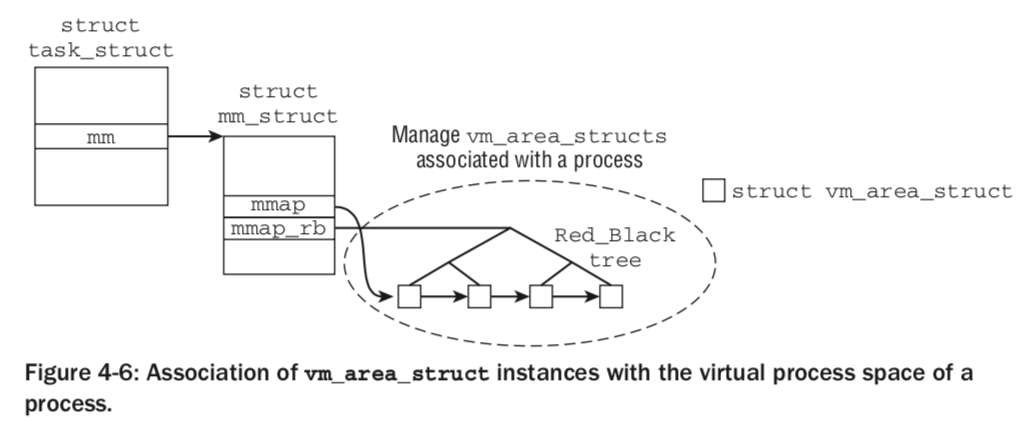 struct
task_struct
mm
struct
mm_struct
mmap
mmap_rb
Manage vm_area_structs
associated with a process
Red_Black
tree
struct vm_area_struct
Figure 4-6: Association of vm_area_struct instances with the virtual process space of a
process.